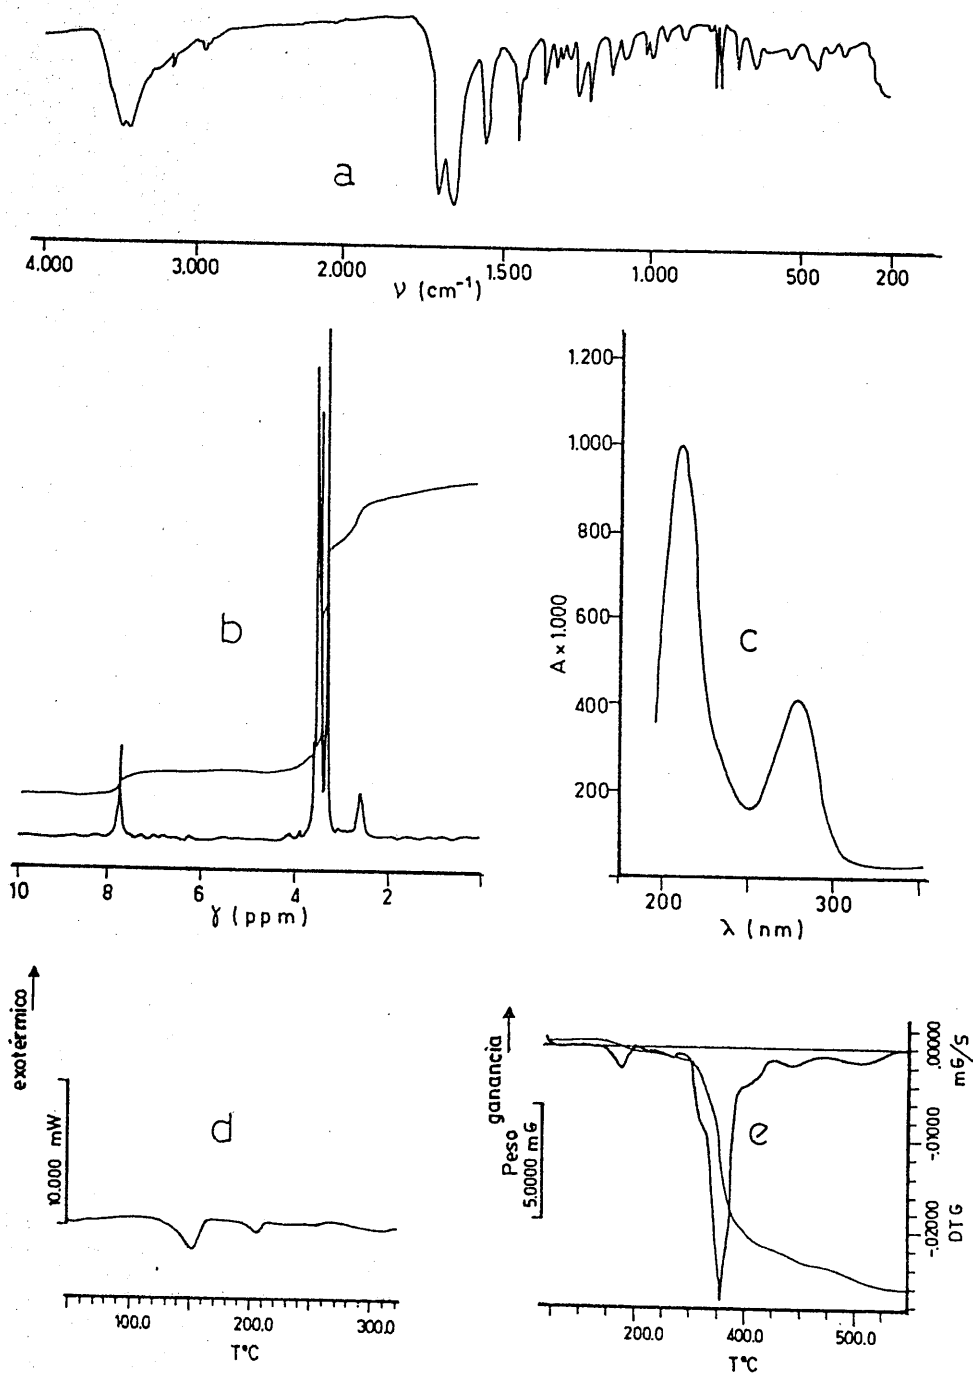 a
4.000 3.000 2.000 1.500 1.000 500 200
ν (cm⁻¹)
b
10 8 6 4 2
γ (ppm)
1.200
1.000
800
600
400
200
A x 1.000
c
200 300
λ (nm)
exotérmico
10.000 mW
d
100.0 200.0 300.0
T°C
Peso ganancia
5.0000 mG
e
.00000
-.01000
-.02000
mG/S
DTG
200.0 400.0 500.0
T°C